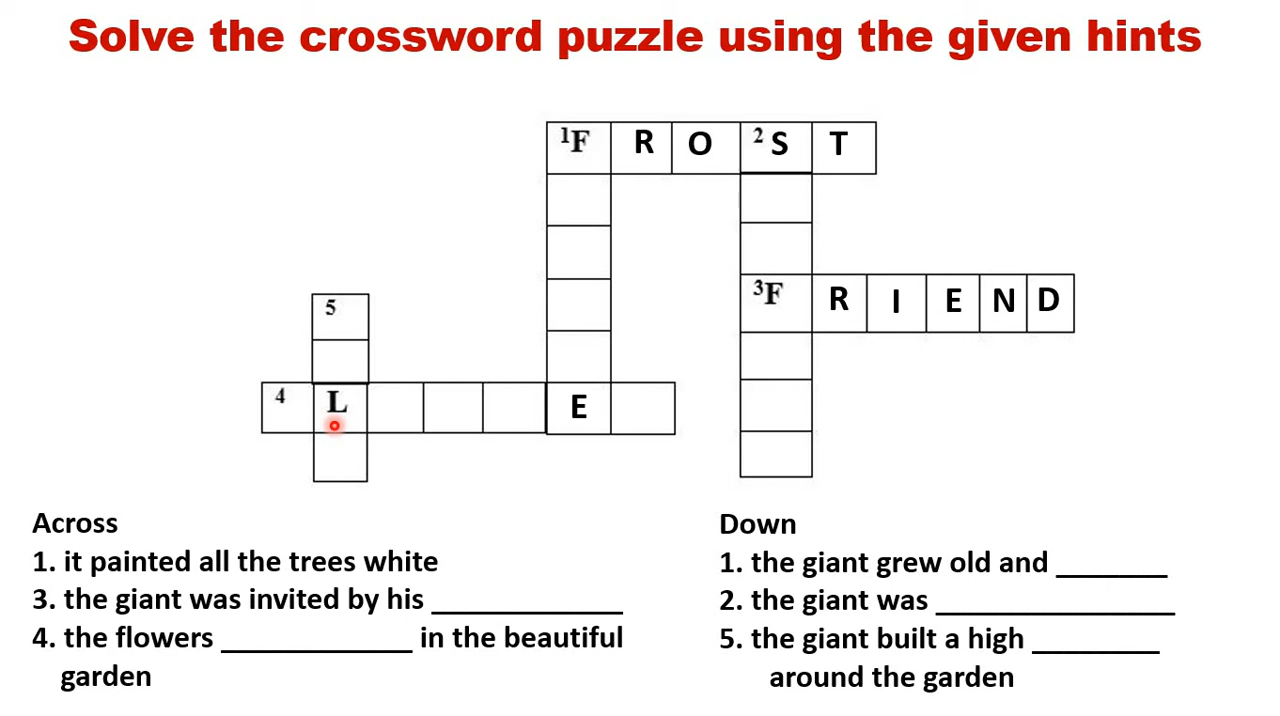 Solve the crossword puzzle using the given hints
1F R O 2 S T
3F R I E N D
5
4 L E
Across
1. it painted all the trees white
3. the giant was invited by his ____________
4. the flowers ____________ in the beautiful
garden
Down
1. the giant grew old and _______
2. the giant was _______________
5. the giant built a high ________
around the garden